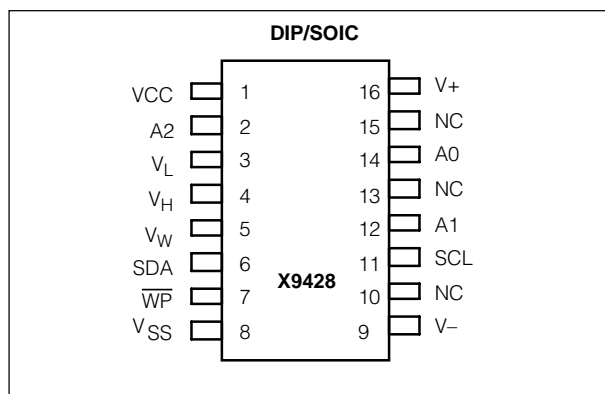 DIP/SOIC
VCC 1 16 V+
A2 2 15 NC
VL 3 14 A0
VH 4 13 NC
VW 5 12 A1
SDA 6 11 SCL
X9428
W̅P̅ 7 10 NC
VSS 8 9 V–